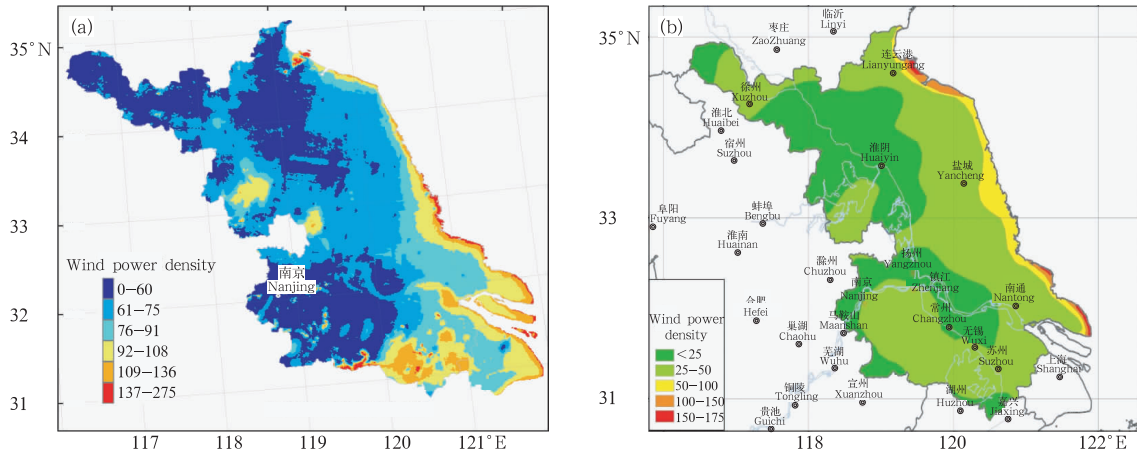 (a)
35°N
34
33
32
31
117
118
119
120
121°E
南京
Nanjing
Wind power density
0−60
61−75
76−91
92−108
109−136
137−275
(b)
35°N
33
31
118
120
122°E
临沂
Linyi
枣庄
ZaoZhuang
连云港
Lianyungang
徐州
Xuzhou
淮北
Huaibei
宿州
Suzhou
淮阴
Huaiyin
盐城
Yancheng
阜阳
Fuyang
蚌埠
Bengbu
淮南
Huainan
滁州
Chuzhou
扬州
Yangzhou
镇江
Zhenjiang
南京
Nanjing
南通
Nantong
合肥
Hefei
马鞍山
Maanshan
常州
Changzhou
巢湖
Chaohu
无锡
Wuxi
芜湖
Wuhu
苏州
Suzhou
上海
Shanghai
铜陵
Tongling
宣州
Xuanzhou
湖州
Huzhou
嘉兴
Jiaxing
贵池
Guichi
Wind power
density
<25
25−50
50−100
100−150
150−175